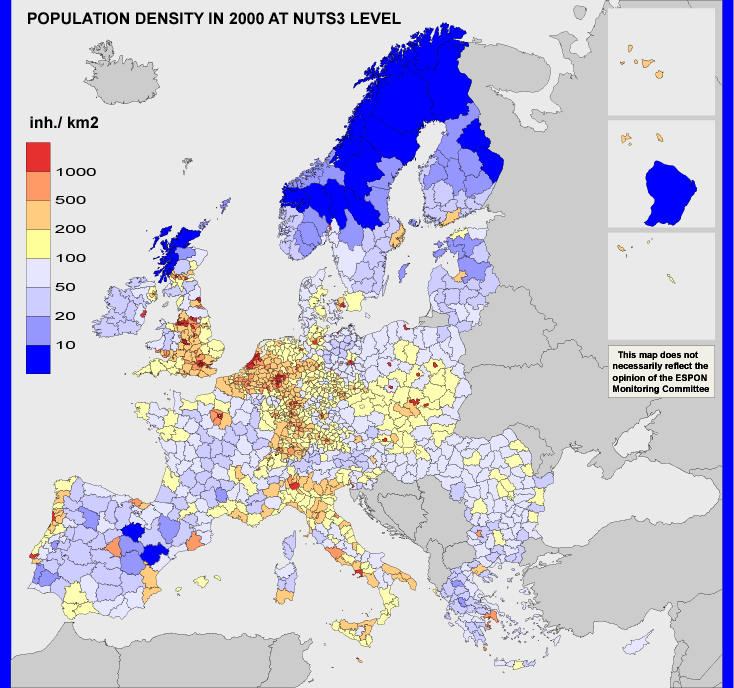 POPULATION DENSITY IN 2000 AT NUTS3 LEVEL
inh./ km2
1000
500
200
100
50
20
10
This map does not
necessarily reflect the
opinion of the ESPON
Monitoring Committee